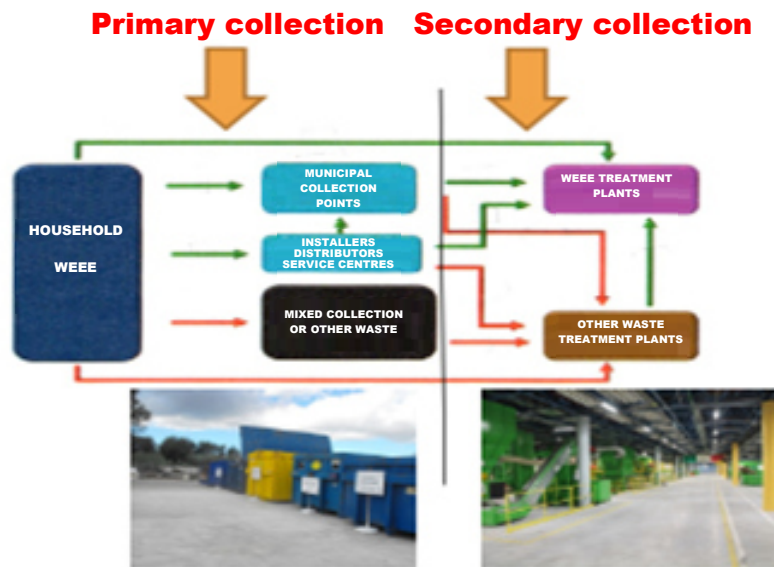 Primary collection Secondary collection
MUNICIPAL
COLLECTION
POINTS
WEEE TREATMENT
PLANTS
HOUSEHOLD
WEEE
INSTALLERS
DISTRIBUTORS
SERVICE CENTRES
MIXED COLLECTION
OR OTHER WASTE
OTHER WASTE
TREATMENT PLANTS